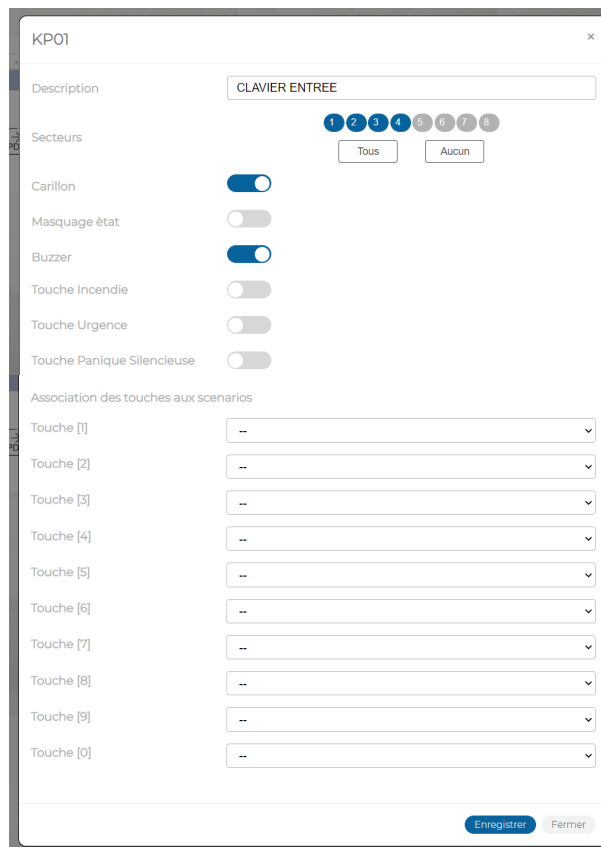 KP01 ×
Description CLAVIER ENTREE
1 2 3 4 5 6 7 8
Secteurs
Tous Aucun
Carillon
Masquage ètat
Buzzer
Touche Incendie
Touche Urgence
Touche Panique Silencieuse
Association des touches aux scenarios
Touche [1] --
Touche [2] --
Touche [3] --
Touche [4] --
Touche [5] --
Touche [6] --
Touche [7] --
Touche [8] --
Touche [9] --
Touche [0] --
Enregistrer Fermer